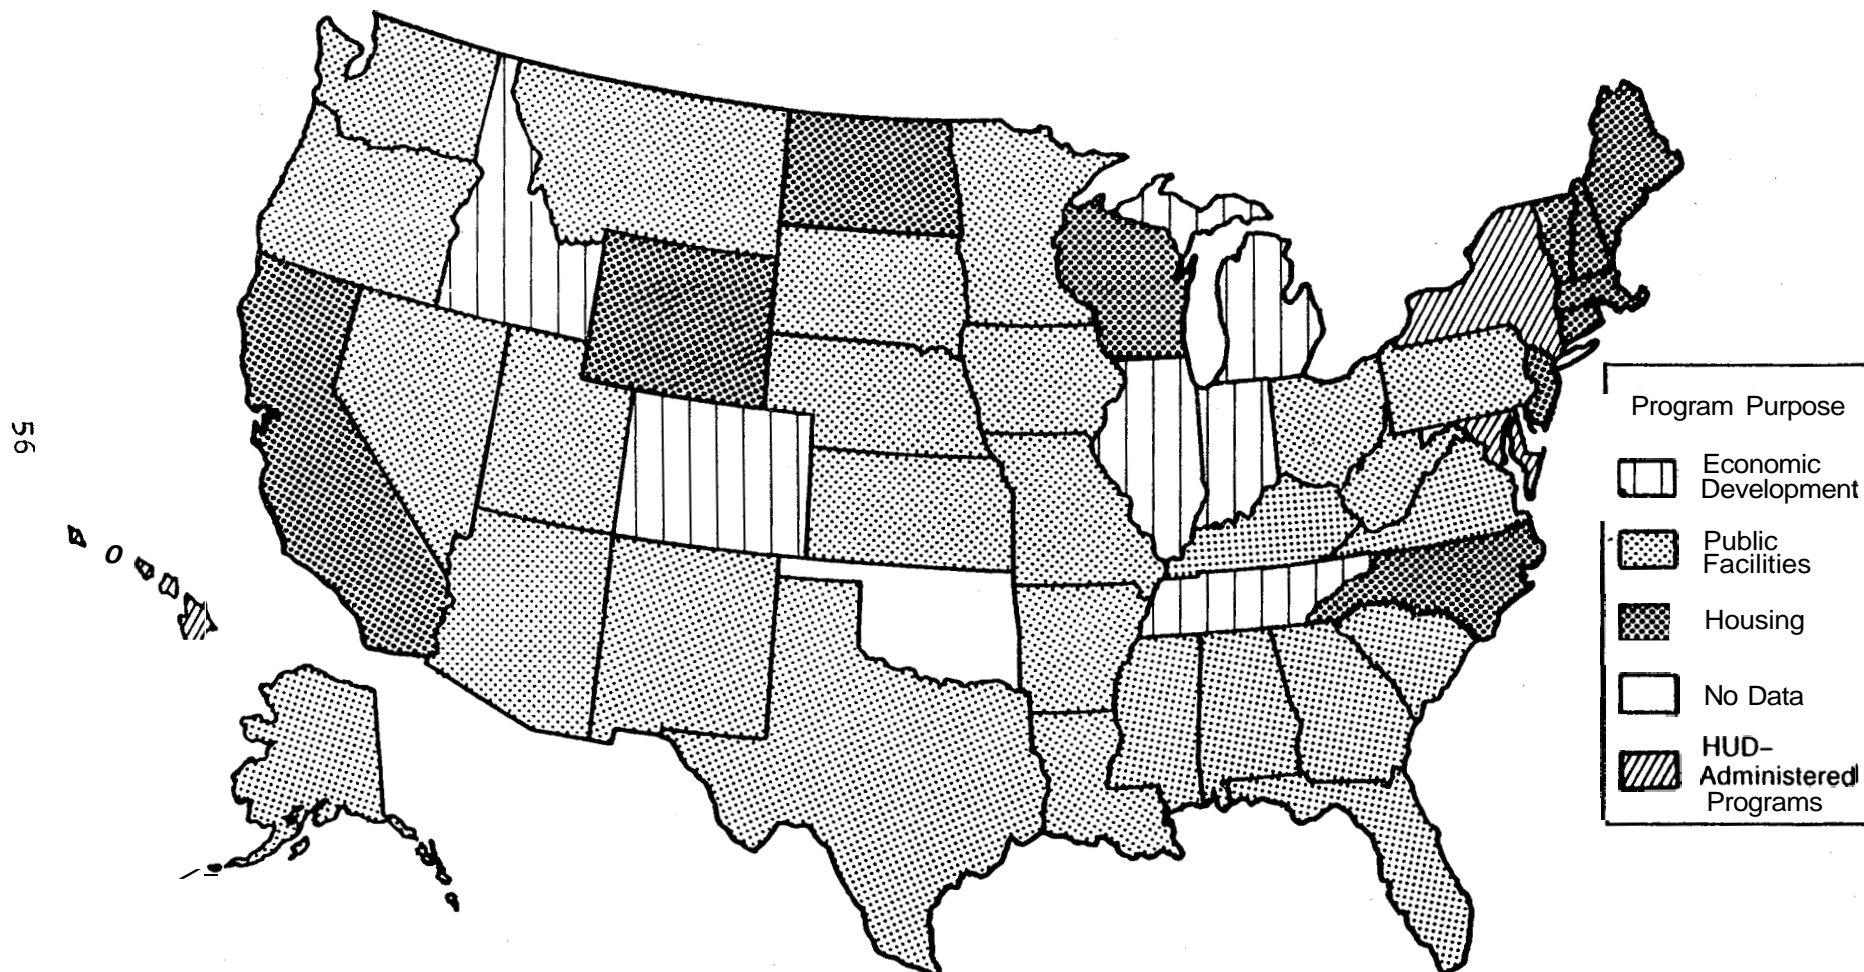 56
Program Purpose
Economic
Development
Public
Facilities
Housing
No Data
HUD-
Administered
Programs